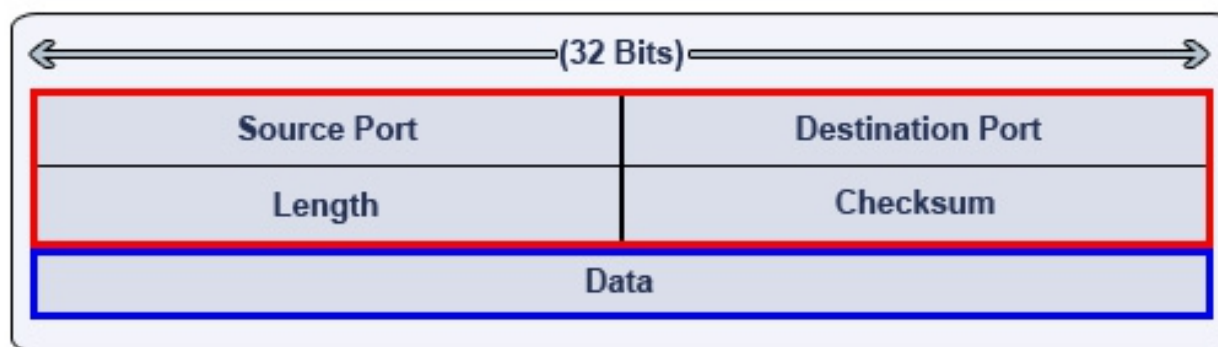 (32 Bits)
Source Port Destination Port
Length Checksum
Data